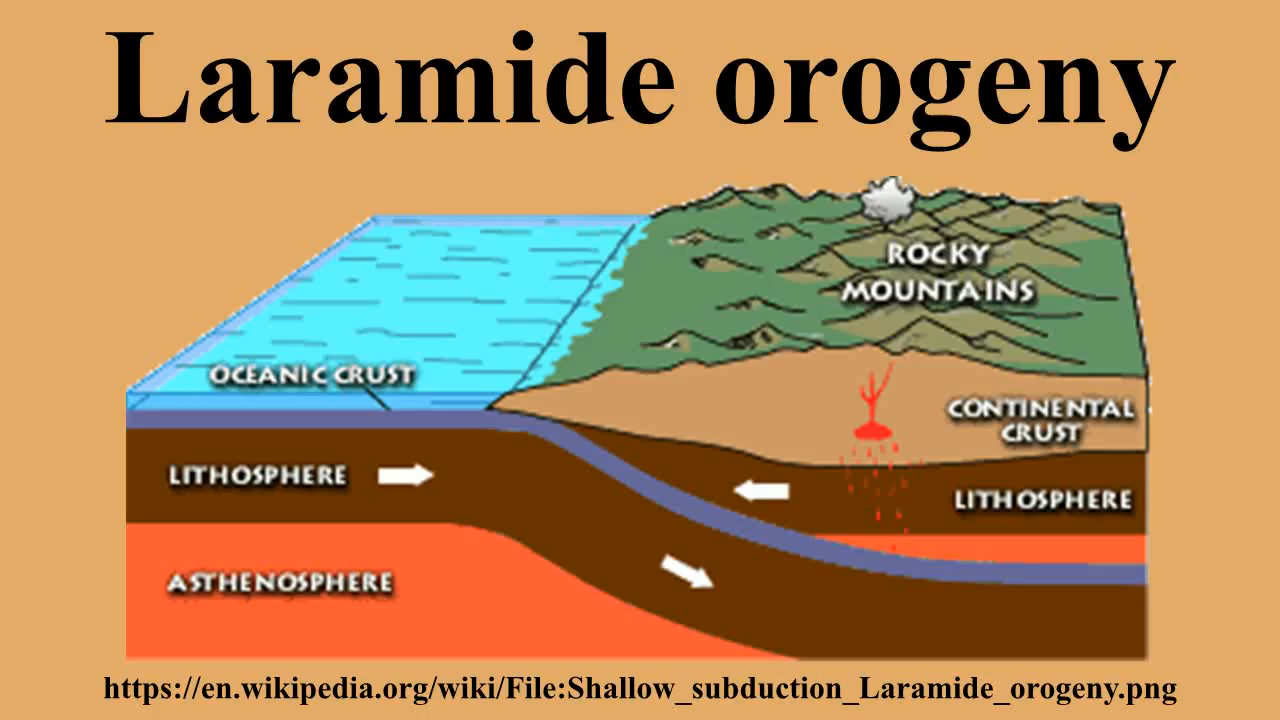 Laramide orogeny
ROCKY
MOUNTAINS
OCEANIC CRUST
CONTINENTAL
CRUST
LITHOSPHERE
LITHOSPHERE
ASTHENOSPHERE
https://en.wikipedia.org/wiki/File:Shallow_subduction_Laramide_orogeny.png